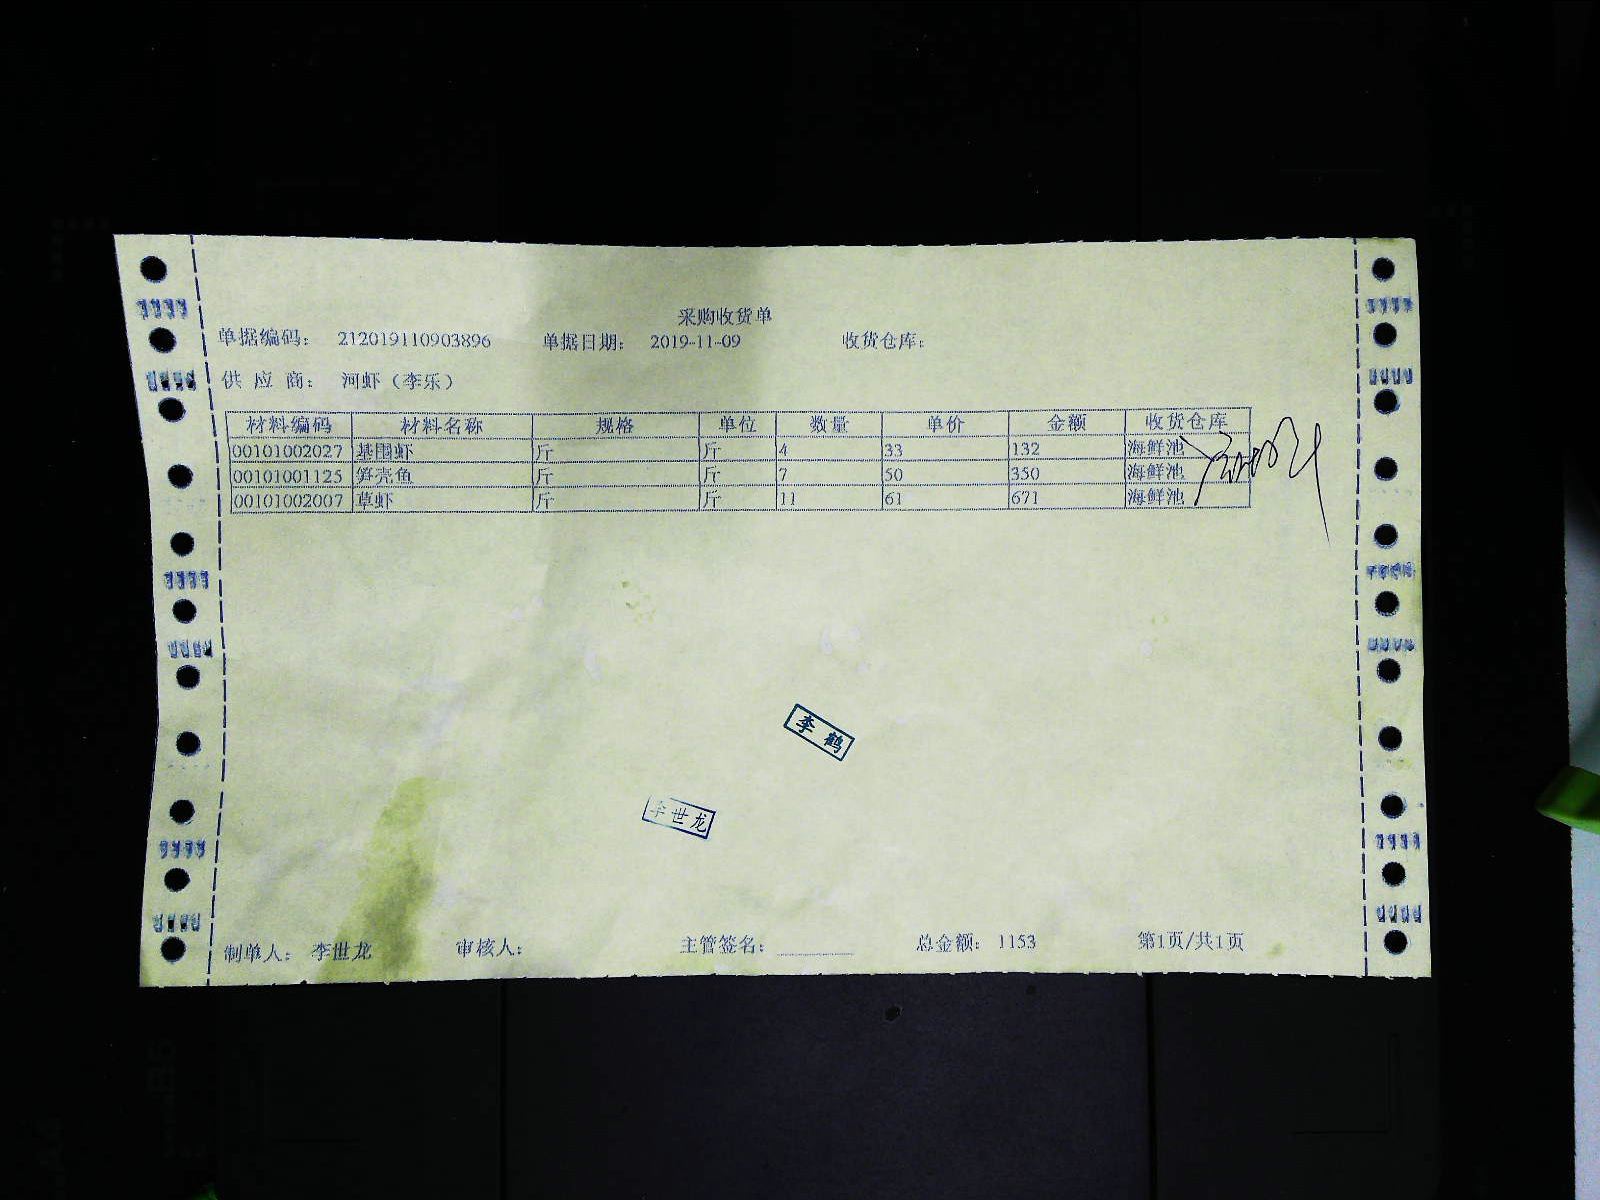 采购收货单
单据编码： 212019110903896 单据日期： 2019-11-09 收货仓库：
供 应 商： 河虾（李乐）
材料编码 材料名称 规格 单位 数量 单价 金额 收货仓库
00101002027 基围虾 斤 斤 4 33 132 海鲜池
00101001125 笋壳鱼 斤 斤 7 50 350 海鲜池
00101002007 草虾 斤 斤 11 61 671 海鲜池
李 鹤
李世龙
制单人： 李世龙 审核人： 主管签名： 总金额： 1153 第1页/共1页